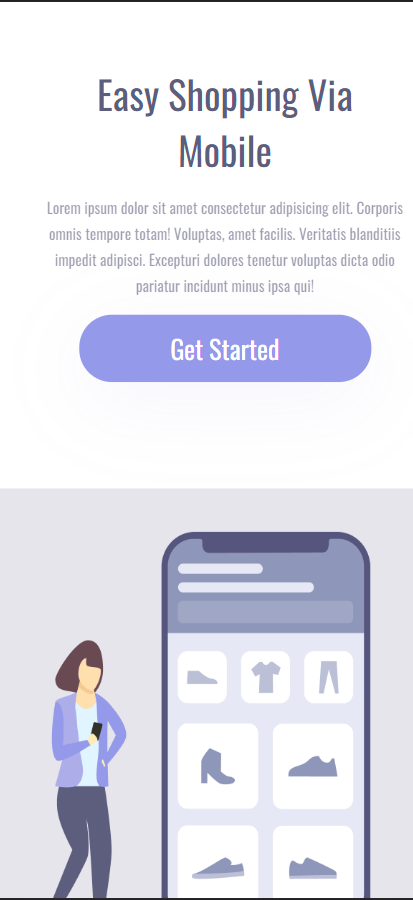 Easy Shopping Via
Mobile
Lorem ipsum dolor sit amet consectetur adipisicing elit. Corporis
omnis tempore totam! Voluptas, amet facilis. Veritatis blanditiis
impedit adipisci. Excepturi dolores tenetur voluptas dicta odio
pariatur incidunt minus ipsa qui!
Get Started